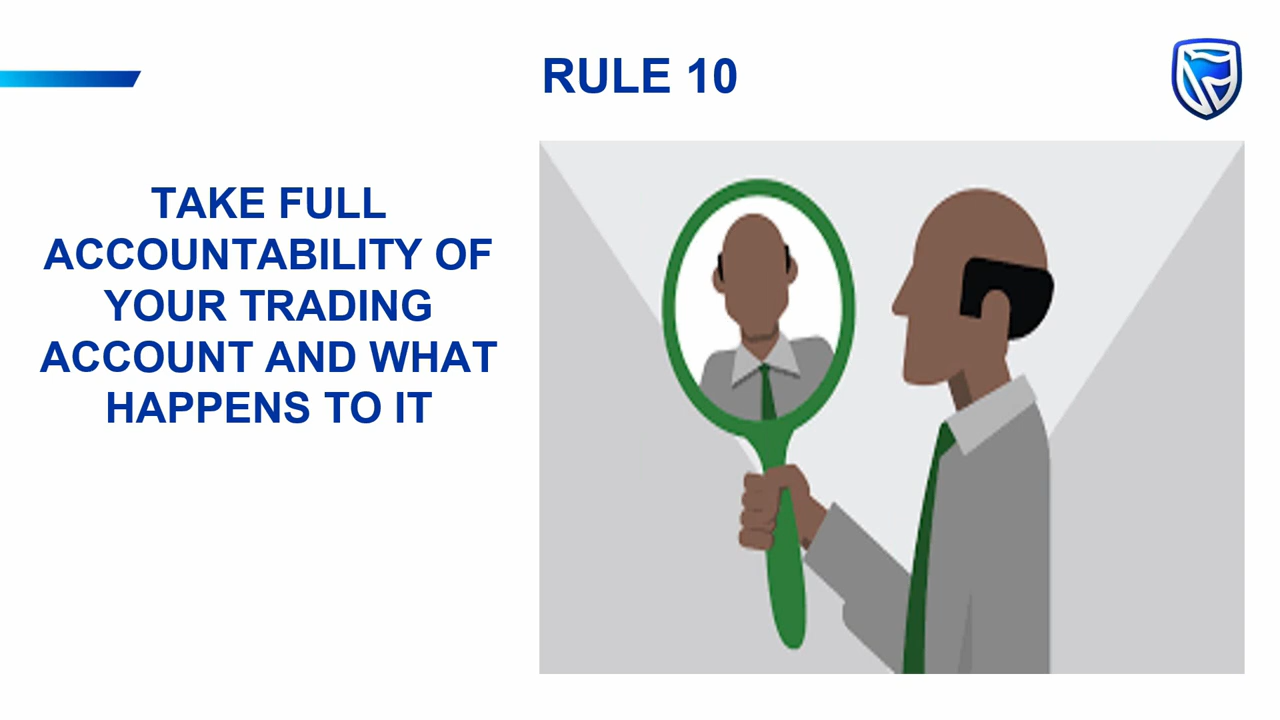 RULE 10
TAKE FULL
ACCOUNTABILITY OF
YOUR TRADING
ACCOUNT AND WHAT
HAPPENS TO IT